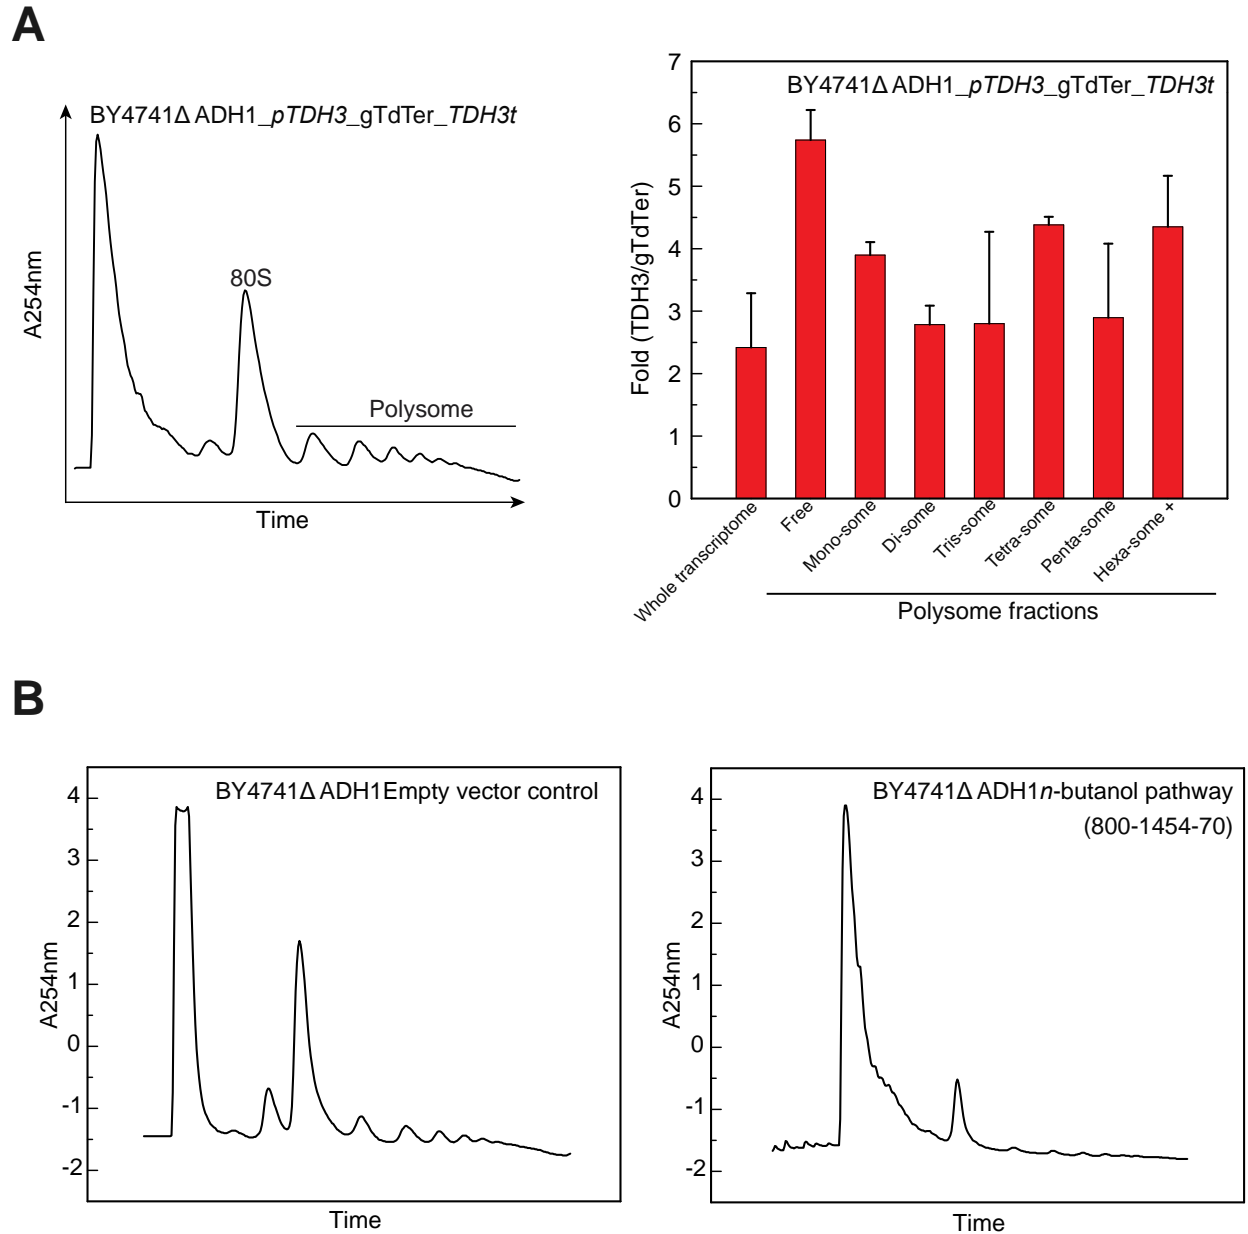 A
BY4741Δ ADH1_pTDH3_gTdTer_TDH3t
80S
Polysome
A254nm
Time
BY4741Δ ADH1_pTDH3_gTdTer_TDH3t
Fold (TDH3/gTdTer)
7
6
5
4
3
2
1
0
Whole transcriptome
Free
Mono-some
Di-some
Tris-some
Tetra-some
Penta-some
Hexa-some +
Polysome fractions
B
BY4741Δ ADH1Empty vector control
A254nm
4
3
2
1
0
-1
-2
Time
BY4741Δ ADH1n-butanol pathway
(800-1454-70)
A254nm
4
3
2
1
0
-1
-2
Time